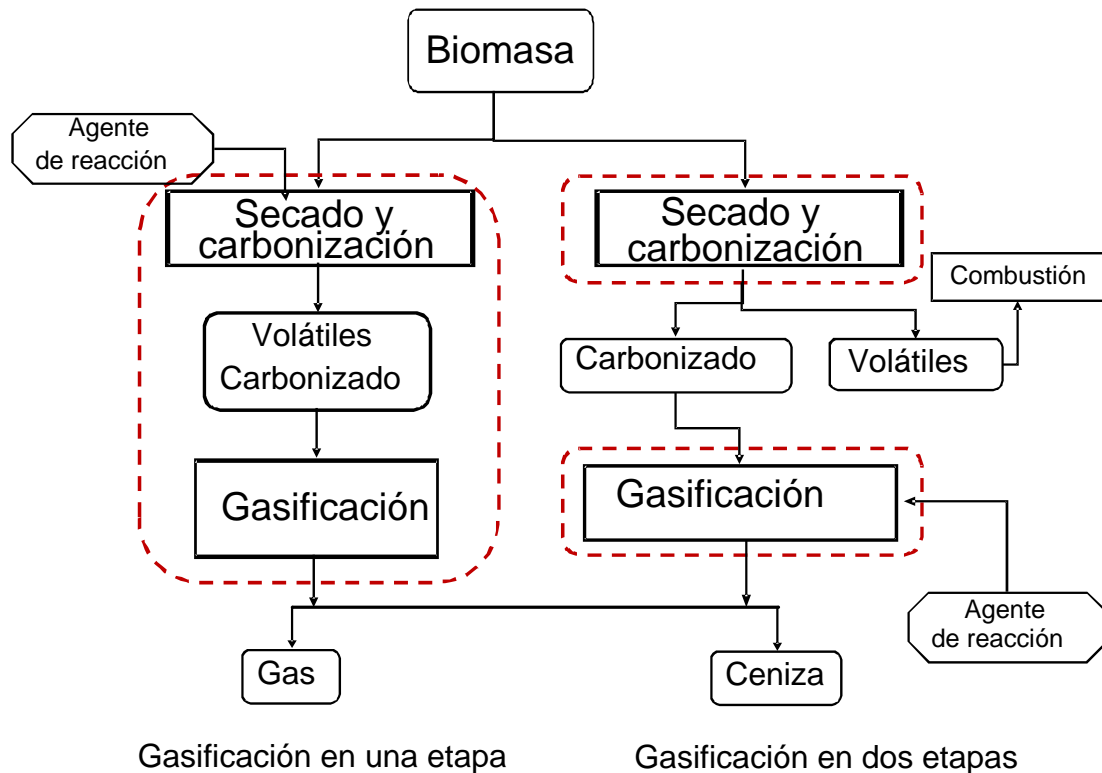 Biomasa
Agente
de reacción
Secado y
carbonización
Secado y
carbonización
Combustión
Volátiles
Carbonizado
Carbonizado
Volátiles
Gasificación
Gasificación
Agente
de reacción
Gas
Ceniza
Gasificación en una etapa
Gasificación en dos etapas